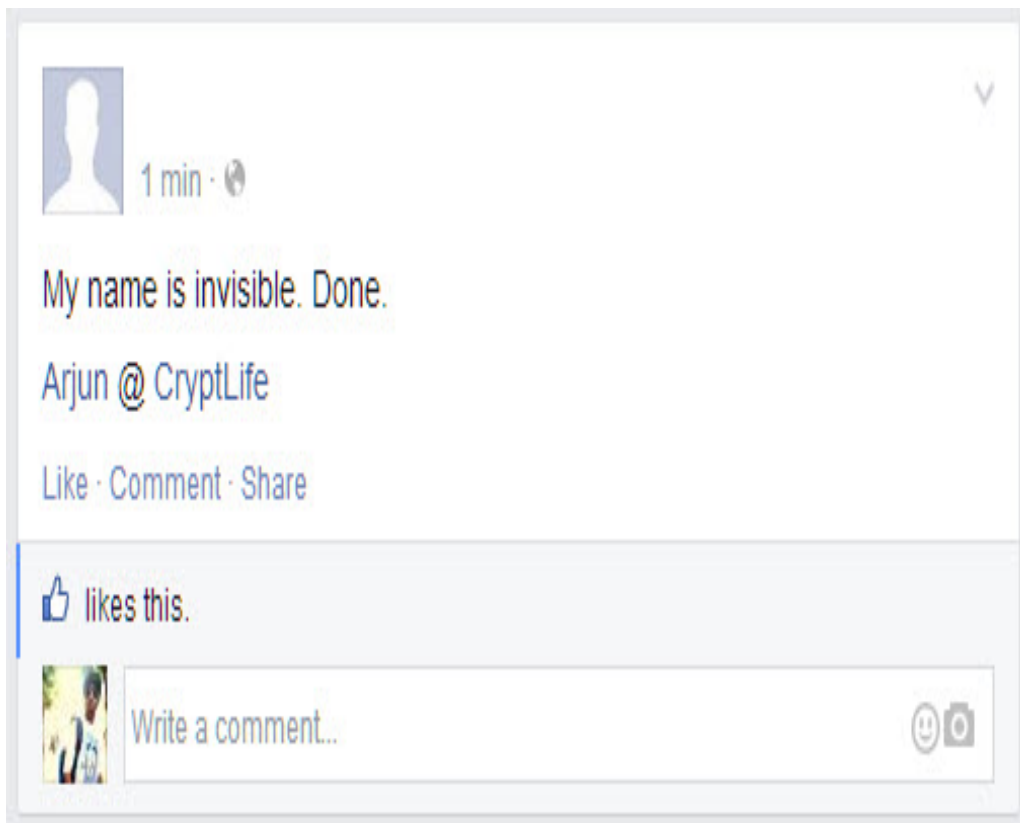 1 min ·
My name is invisible. Done.
Arjun @ CryptLife
Like · Comment · Share
likes this.
Write a comment...